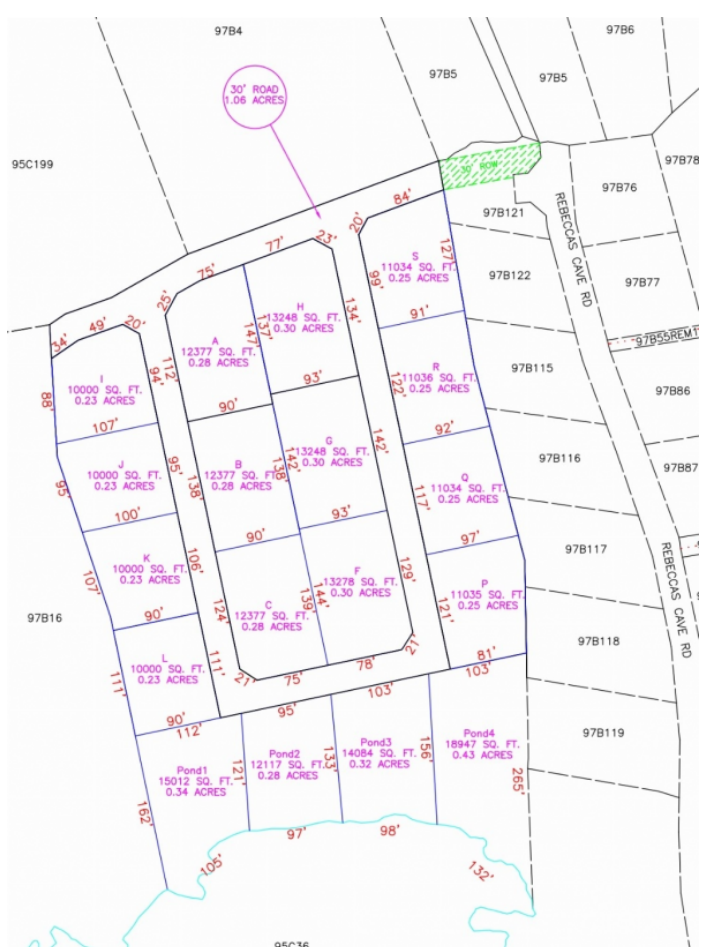 97B4
97B6
97B5
97B5
30' ROAD
1.06 ACRES
95C199
97B78
30' ROW
84'
97B76
20'
REBECCAS CAVE RD
97B121
77'
23'
127'
75'
S
11034 SQ. FT.
0.25 ACRES
99'
97B122
97B77
25'
H
13248 SQ. FT.
0.30 ACRES
134'
137'
147'
49'
20'
34'
91'
97B55REM1
A
12377 SQ. FT.
0.28 ACRES
112'
94'
I
10000 SQ. FT.
0.23 ACRES
88'
R
11036 SQ. FT.
0.25 ACRES
122'
97B115
97B86
93'
90'
107'
92'
142'
G
13248 SQ. FT.
0.30 ACRES
142'
138'
B
12377 SQ. FT.
0.28 ACRES
138'
95'
J
10000 SQ. FT.
0.23 ACRES
95'
97B116
97B87
Q
11034 SQ. FT.
0.25 ACRES
117'
100'
93'
90'
97'
97B117
K
10000 SQ. FT.
0.23 ACRES
107'
106'
F
13278 SQ. FT.
0.30 ACRES
129'
144'
139'
C
12377 SQ. FT.
0.28 ACRES
124'
P
11035 SQ. FT.
0.25 ACRES
121'
REBECCAS CAVE RD
97B16
90'
97B118
L
10000 SQ. FT.
0.23 ACRES
111'
111'
21'
75'
78'
21'
81'
103'
103'
95'
90'
112'
97B119
Pond1
15012 SQ. FT.
0.34 ACRES
121'
Pond2
12117 SQ. FT.
0.28 ACRES
133'
Pond3
14084 SQ. FT.
0.32 ACRES
156'
Pond4
18947 SQ. FT.
0.43 ACRES
265'
162'
97'
98'
105'
132'
95C36